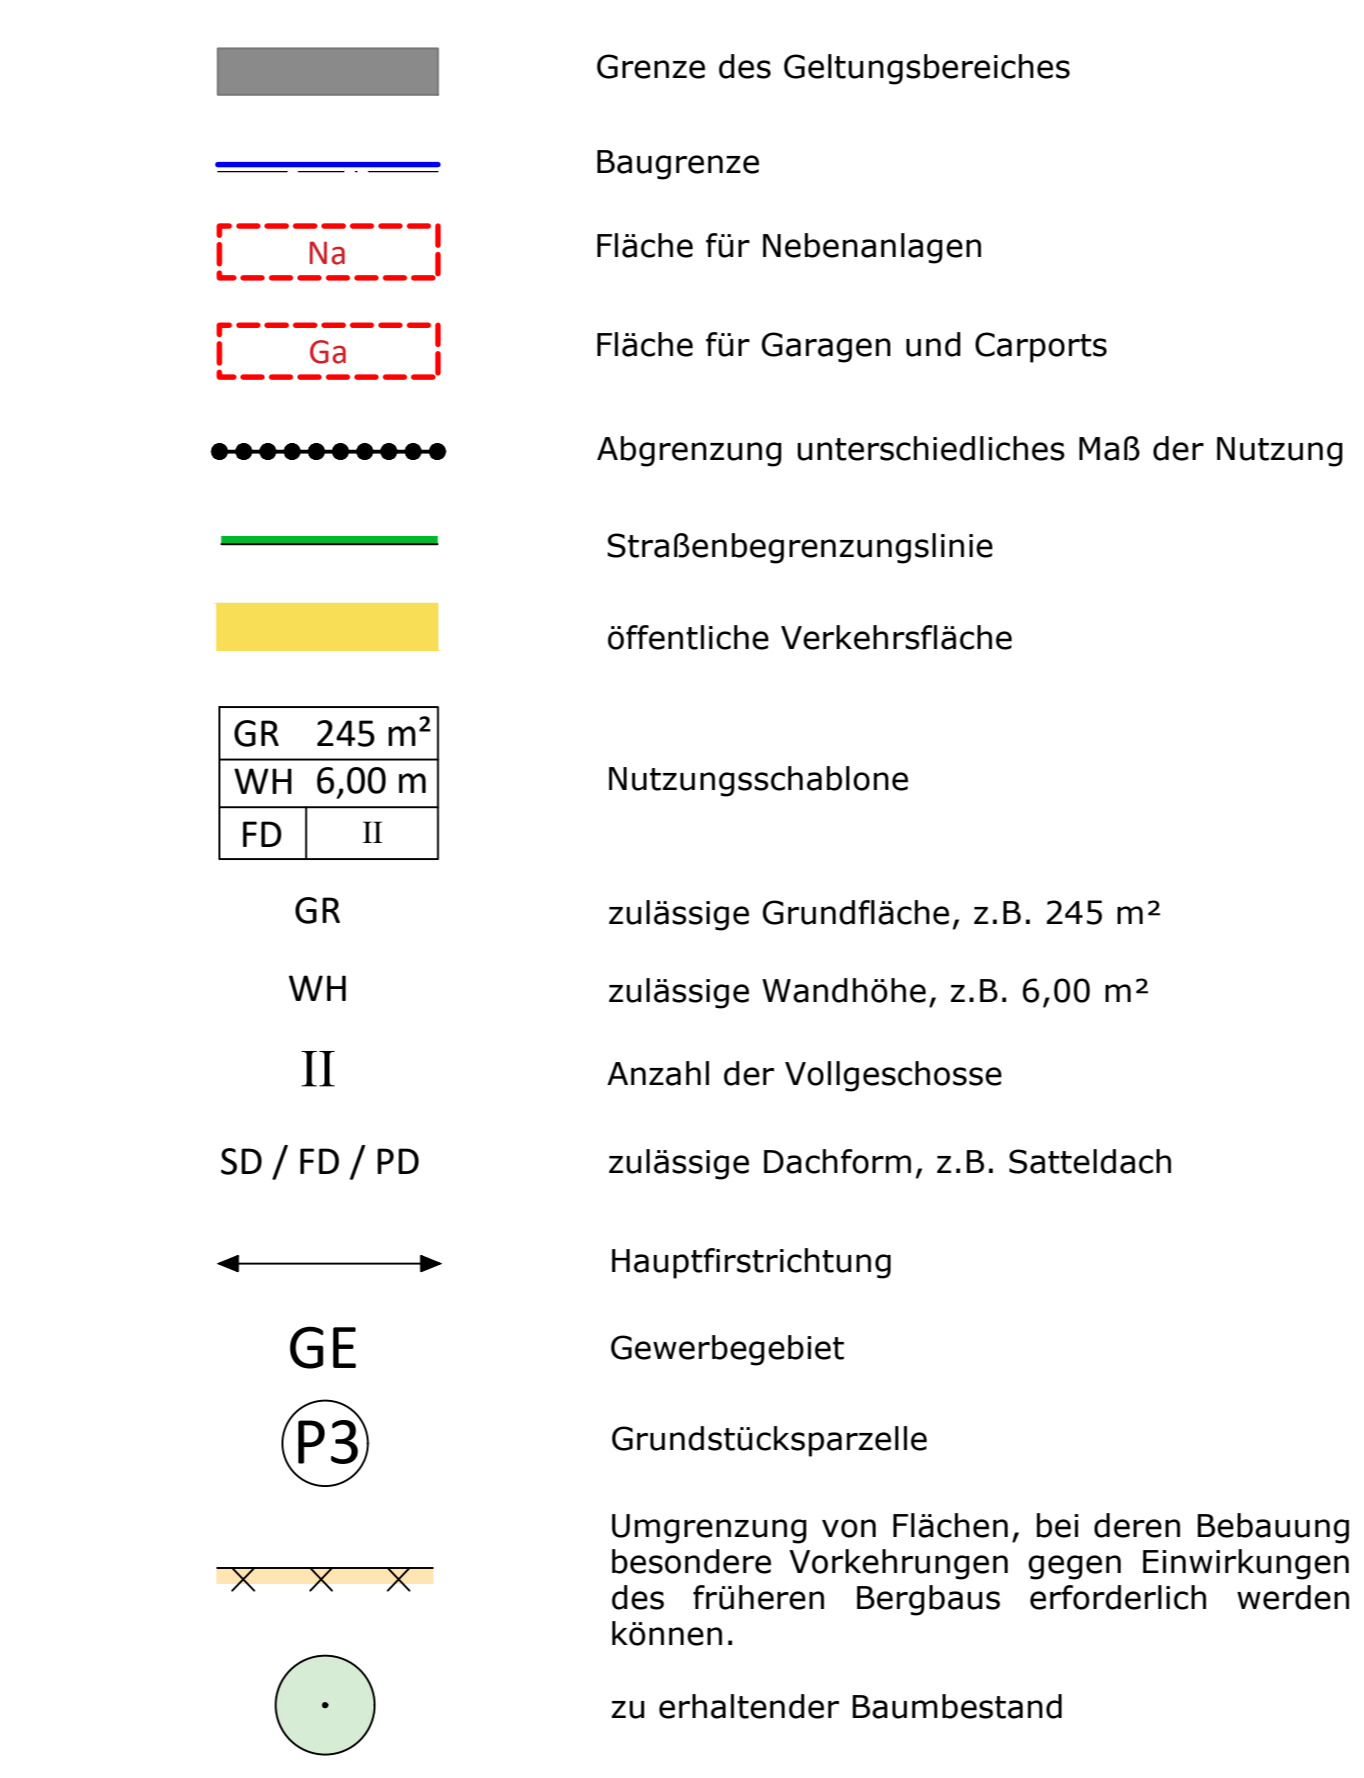 Grenze des Geltungsbereiches
Baugrenze
Na Fläche für Nebenanlagen
Ga Fläche für Garagen und Carports
Abgrenzung unterschiedliches Maß der Nutzung
Straßenbegrenzungslinie
öffentliche Verkehrsfläche
GR 245 m²
WH 6,00 m
FD II
Nutzungsschablone
GR zulässige Grundfläche, z.B. 245 m²
WH zulässige Wandhöhe, z.B. 6,00 m²
II Anzahl der Vollgeschosse
SD / FD / PD zulässige Dachform, z.B. Satteldach
Hauptfirstrichtung
GE Gewerbegebiet
P3 Grundstücksparzelle
Umgrenzung von Flächen, bei deren Bebauung
besondere Vorkehrungen gegen Einwirkungen
des früheren Bergbaus erforderlich werden
können.
zu erhaltender Baumbestand